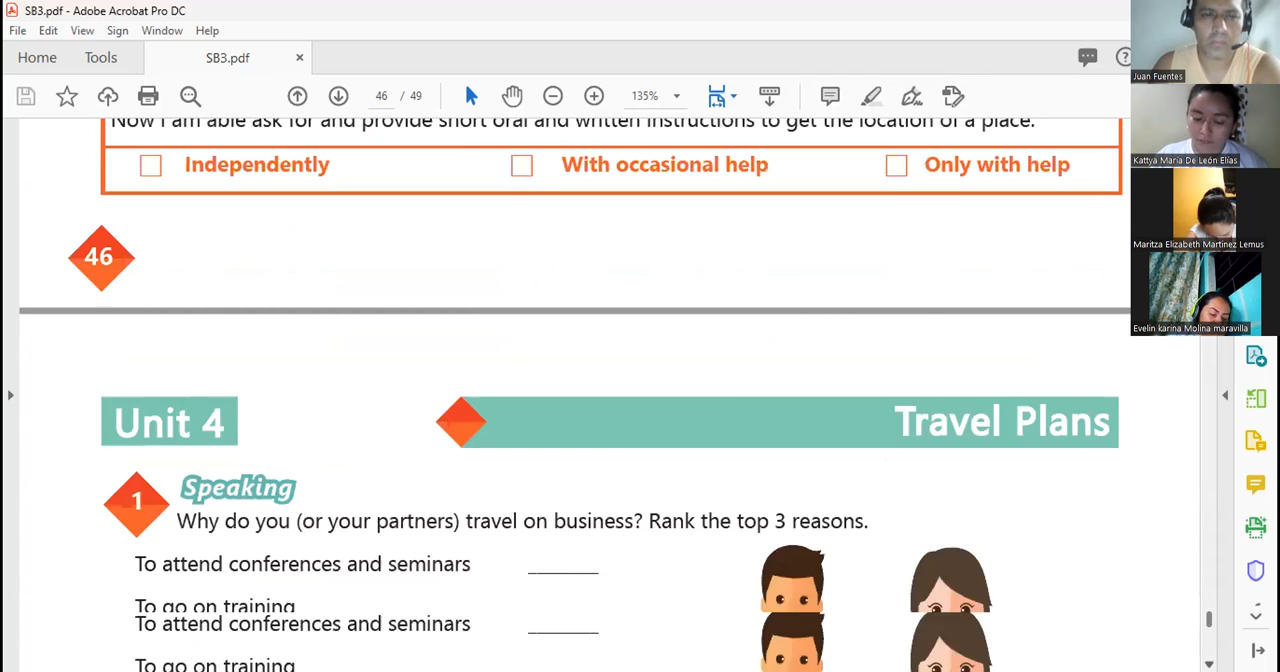 SB3.pdf - Adobe Acrobat Pro DC
File Edit View Sign Window Help
Home Tools SB3.pdf ×
46 / 49 135%
Now I am able ask for and provide short oral and written instructions to get the location of a place.
Independently With occasional help Only with help
46
Unit 4 Travel Plans
1 Speaking
Why do you (or your partners) travel on business? Rank the top 3 reasons.
To attend conferences and seminars _______
To go on training
To attend conferences and seminars _______
To go on training
Juan Fuentes
Kattya María De León Elías
Maritza Elizabeth Martinez Lemus
Evelin karina Molina maravilla